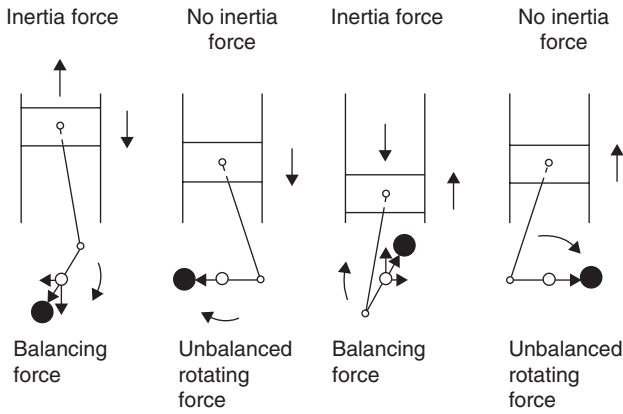 Inertia force
No inertia
force
Inertia force
No inertia
force
Balancing
force
Unbalanced
rotating
force
Balancing
force
Unbalanced
rotating
force